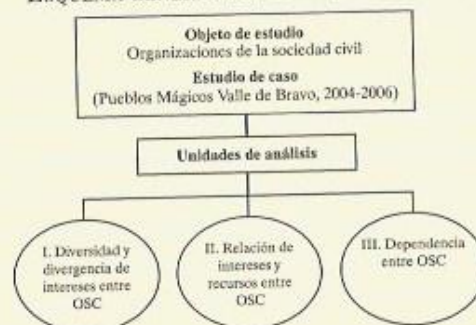 Objeto de estudio
Organizaciones de la sociedad civil
Estudio de caso
(Pueblos Mágicos Valle de Bravo, 2004-2006)
Unidades de análisis
I. Diversidad y
divergencia de
intereses entre
OSC
II. Relación de
intereses y
recursos entre
OSC
III. Dependencia
entre OSC